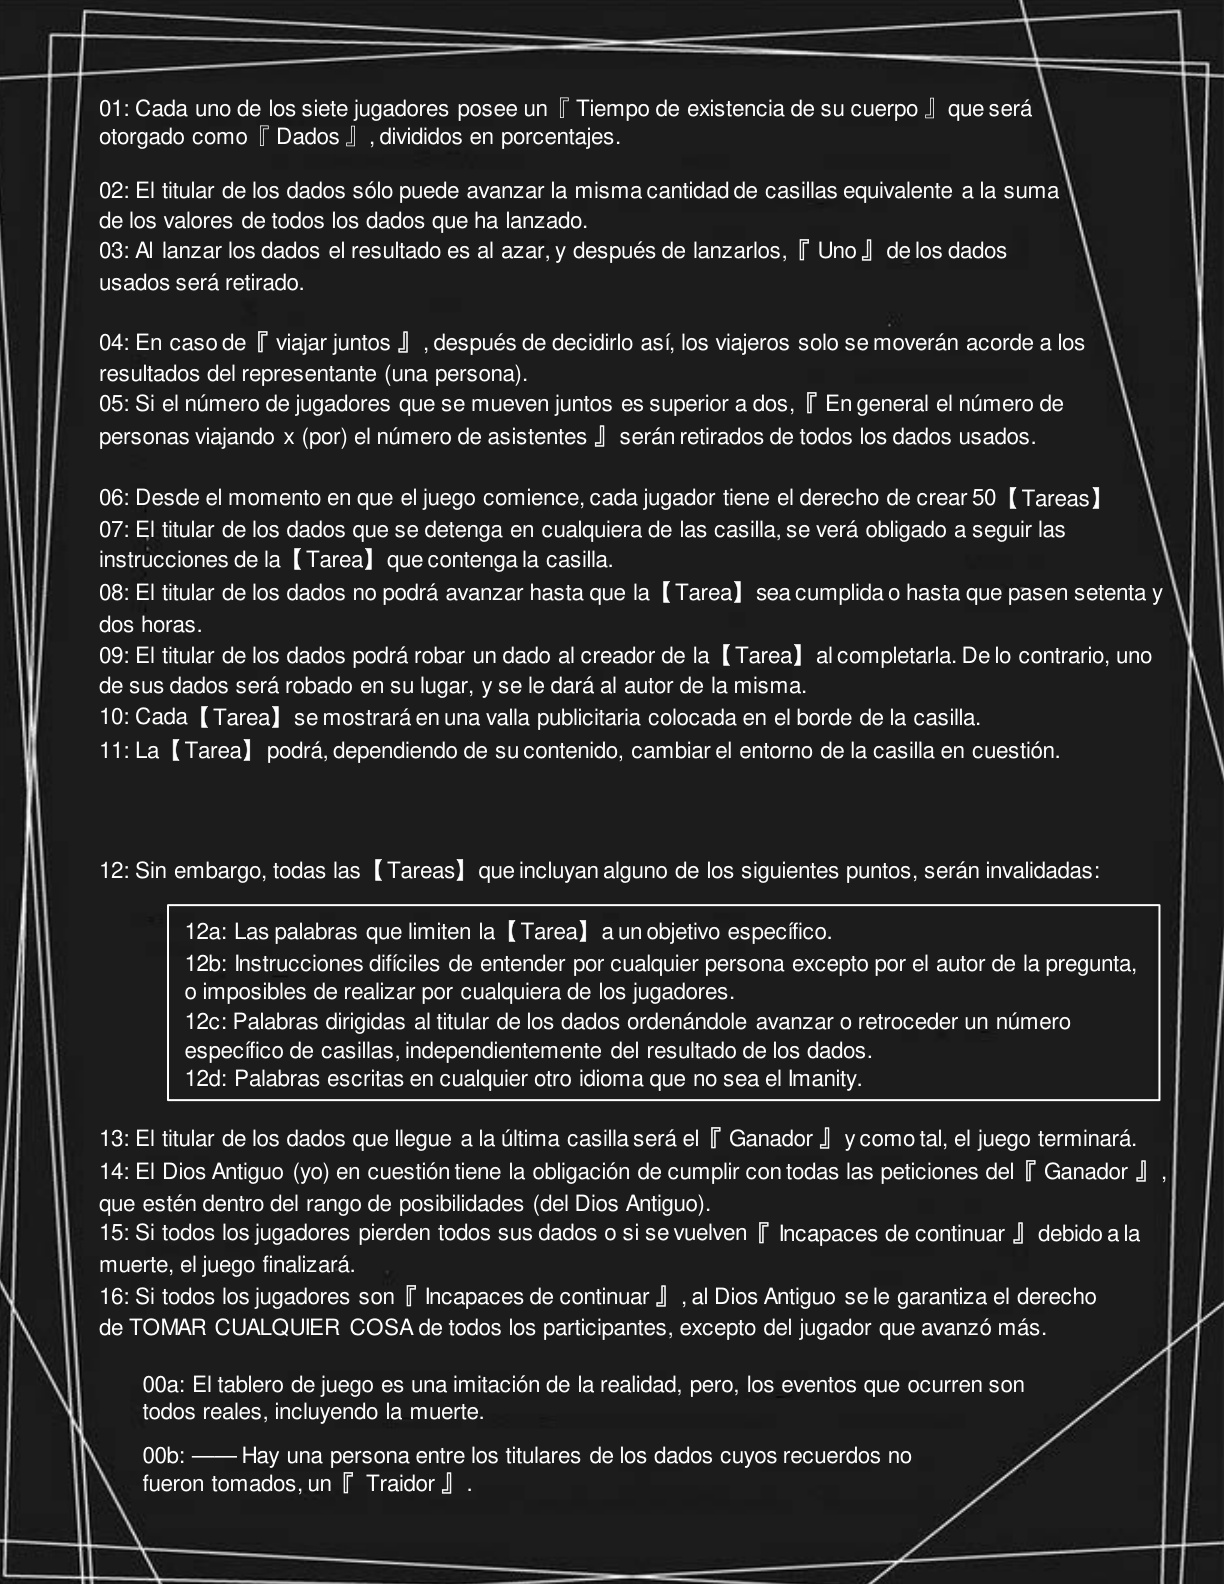 01: Cada uno de los siete jugadores posee un『 Tiempo de existencia de su cuerpo 』que será
otorgado como『 Dados 』, divididos en porcentajes.
02: El titular de los dados sólo puede avanzar la misma cantidad de casillas equivalente a la suma
de los valores de todos los dados que ha lanzado.
03: Al lanzar los dados el resultado es al azar, y después de lanzarlos,『 Uno 』de los dados
usados será retirado.
04: En caso de『 viajar juntos 』, después de decidirlo así, los viajeros solo se moverán acorde a los
resultados del representante (una persona).
05: Si el número de jugadores que se mueven juntos es superior a dos,『 En general el número de
personas viajando x (por) el número de asistentes 』serán retirados de todos los dados usados.
06: Desde el momento en que el juego comience, cada jugador tiene el derecho de crear 50【Tareas】
07: El titular de los dados que se detenga en cualquiera de las casilla, se verá obligado a seguir las
instrucciones de la【Tarea】que contenga la casilla.
08: El titular de los dados no podrá avanzar hasta que la【Tarea】sea cumplida o hasta que pasen setenta y
dos horas.
09: El titular de los dados podrá robar un dado al creador de la【Tarea】al completarla. De lo contrario, uno
de sus dados será robado en su lugar, y se le dará al autor de la misma.
10: Cada【Tarea】se mostrará en una valla publicitaria colocada en el borde de la casilla.
11: La【Tarea】podrá, dependiendo de su contenido, cambiar el entorno de la casilla en cuestión.
12: Sin embargo, todas las【Tareas】que incluyan alguno de los siguientes puntos, serán invalidadas:
12a: Las palabras que limiten la【Tarea】a un objetivo específico.
12b: Instrucciones difíciles de entender por cualquier persona excepto por el autor de la pregunta,
o imposibles de realizar por cualquiera de los jugadores.
12c: Palabras dirigidas al titular de los dados ordenándole avanzar o retroceder un número
específico de casillas, independientemente del resultado de los dados.
12d: Palabras escritas en cualquier otro idioma que no sea el Imanity.
13: El titular de los dados que llegue a la última casilla será el『 Ganador 』y como tal, el juego terminará.
14: El Dios Antiguo (yo) en cuestión tiene la obligación de cumplir con todas las peticiones del『 Ganador 』,
que estén dentro del rango de posibilidades (del Dios Antiguo).
15: Si todos los jugadores pierden todos sus dados o si se vuelven『 Incapaces de continuar 』debido a la
muerte, el juego finalizará.
16: Si todos los jugadores son『 Incapaces de continuar 』, al Dios Antiguo se le garantiza el derecho
de TOMAR CUALQUIER COSA de todos los participantes, excepto del jugador que avanzó más.
00a: El tablero de juego es una imitación de la realidad, pero, los eventos que ocurren son
todos reales, incluyendo la muerte.
00b: —— Hay una persona entre los titulares de los dados cuyos recuerdos no
fueron tomados, un『 Traidor 』.